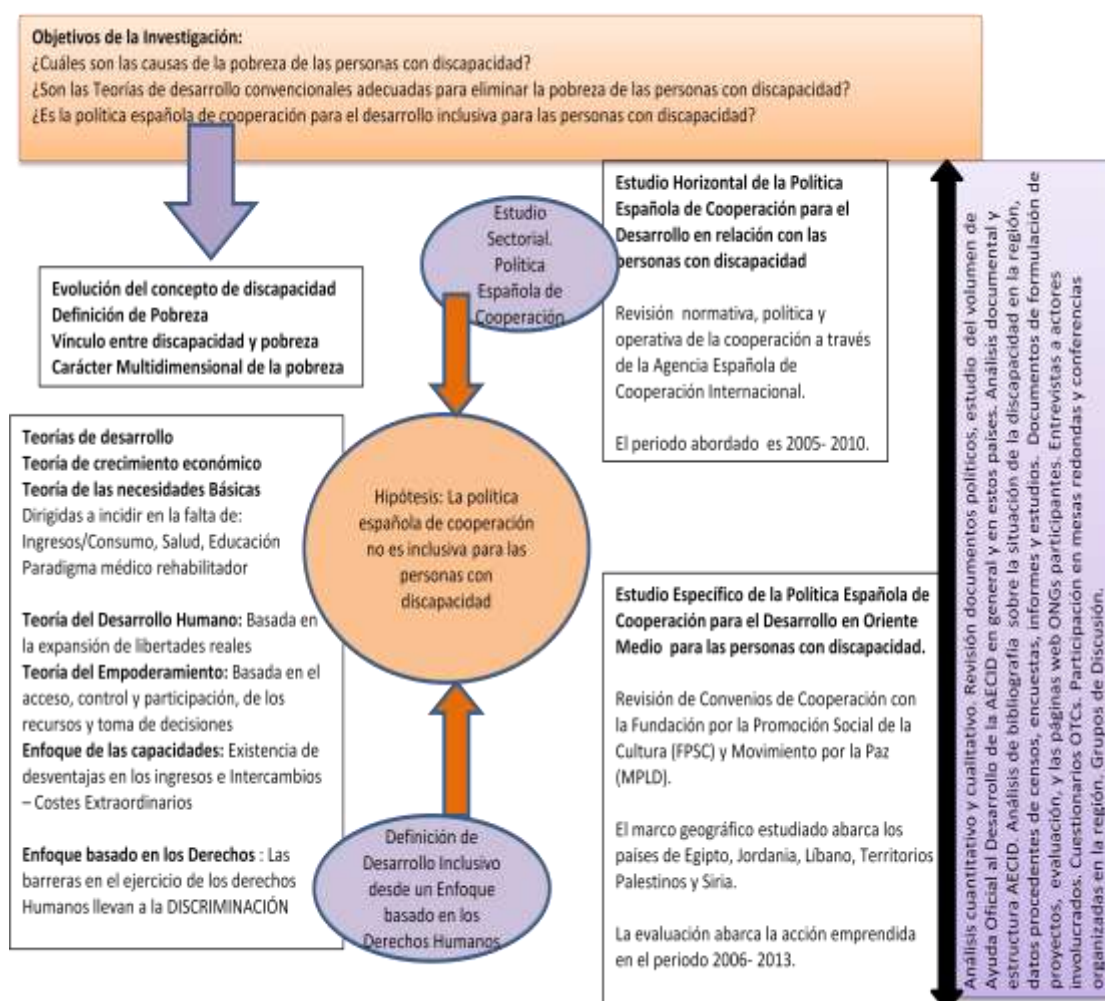 Objetivos de la Investigación:
¿Cuáles son las causas de la pobreza de las personas con discapacidad?
¿Son las Teorías de desarrollo convencionales adecuadas para eliminar la pobreza de las personas con discapacidad?
¿Es la política española de cooperación para el desarrollo inclusiva para las personas con discapacidad?
Evolución del concepto de discapacidad
Definición de Pobreza
Vínculo entre discapacidad y pobreza
Carácter Multidimensional de la pobreza
Teorías de desarrollo
Teoría de crecimiento económico
Teoría de las necesidades Básicas
Dirigidas a incidir en la falta de:
Ingresos/Consumo, Salud, Educación
Paradigma médico rehabilitador
Teoría del Desarrollo Humano: Basada en
la expansión de libertades reales
Teoría del Empoderamiento: Basada en el
acceso, control y participación, de los
recursos y toma de decisiones
Enfoque de las capacidades: Existencia de
desventajas en los ingresos e Intercambios
– Costes Extraordinarios
Enfoque basado en los Derechos : Las
barreras en el ejercicio de los derechos
Humanos llevan a la DISCRIMINACIÓN
Estudio
Sectorial.
Política
Española de
Cooperación
Hipótesis: La política
española de cooperación
no es inclusiva para las
personas con
discapacidad
Definición de
Desarrollo Inclusivo
desde un Enfoque
basado en los
Derechos Humanos
Estudio Horizontal de la Política
Española de Cooperación para el
Desarrollo en relación con las
personas con discapacidad
Revisión normativa, política y
operativa de la cooperación a través
de la Agencia Española de
Cooperación Internacional.
El periodo abordado es 2005- 2010.
Estudio Específico de la Política Española de
Cooperación para el Desarrollo en Oriente
Medio para las personas con discapacidad.
Revisión de Convenios de Cooperación con
la Fundación por la Promoción Social de la
Cultura (FPSC) y Movimiento por la Paz
(MPLD).
El marco geográfico estudiado abarca los
países de Egipto, Jordania, Líbano, Territorios
Palestinos y Siria.
La evaluación abarca la acción emprendida
en el periodo 2006- 2013.
Análisis cuantitativo y cualitativo. Revisión documentos políticos, estudio del volumen de
Ayuda Oficial al Desarrollo de la AECID en general y en estos países. Análisis documental y
estructura AECID. Análisis de bibliografía sobre la situación de la discapacidad en la región,
datos procedentes de censos, encuestas, informes y estudios. Documentos de formulación de
proyectos, evaluación, y las páginas web ONGs participantes. Entrevistas a actores
involucrados. Cuestionarios OTCs. Participación en mesas redondas y conferencias
organizadas en la región. Grupos de Discusión.